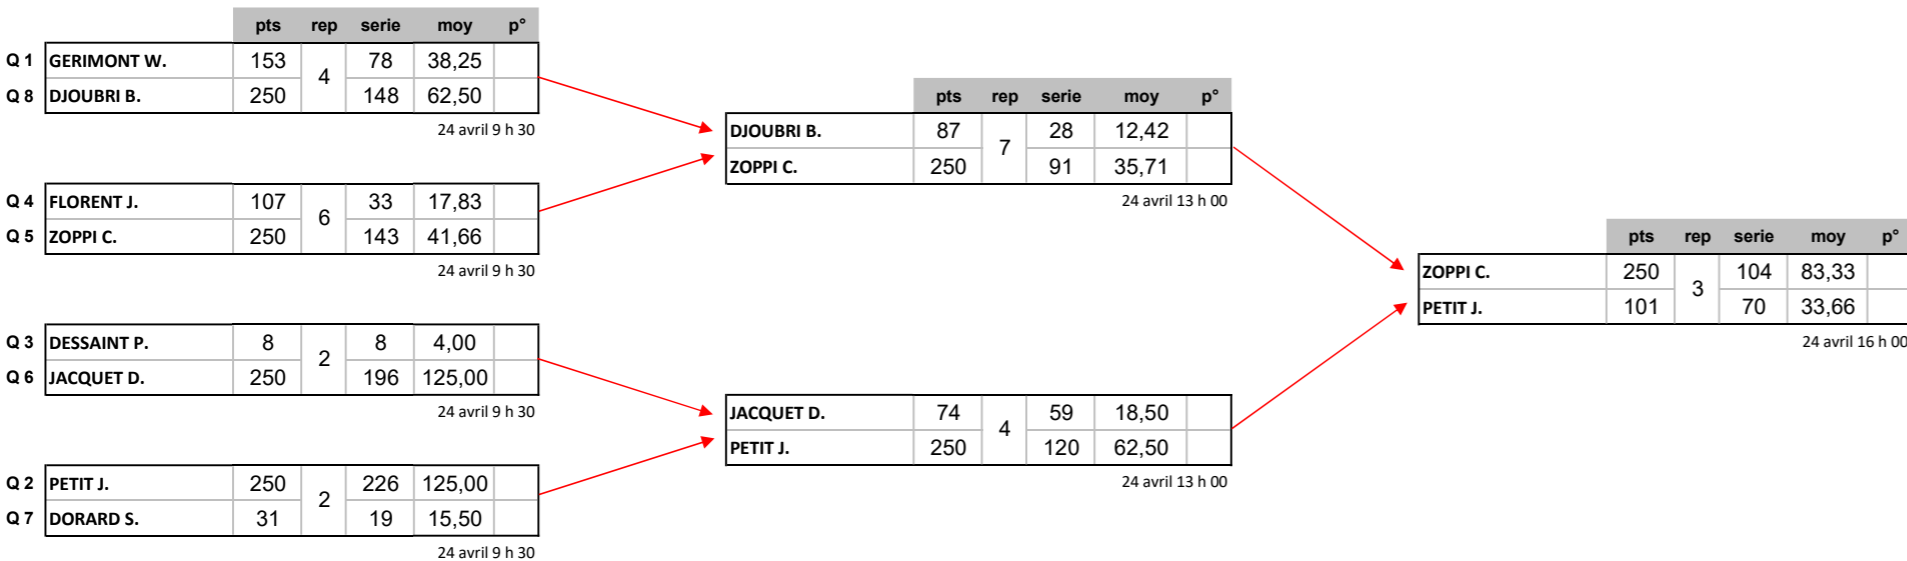 pts rep serie moy p°
Q 1 GERIMONT W. 153 4 78 38,25
Q 8 DJOUBRI B. 250 148 62,50
24 avril 9 h 30
Q 4 FLORENT J. 107 6 33 17,83
Q 5 ZOPPI C. 250 143 41,66
24 avril 9 h 30
Q 3 DESSAINT P. 8 2 8 4,00
Q 6 JACQUET D. 250 196 125,00
24 avril 9 h 30
Q 2 PETIT J. 250 2 226 125,00
Q 7 DORARD S. 31 19 15,50
24 avril 9 h 30
pts rep serie moy p°
DJOUBRI B. 87 7 28 12,42
ZOPPI C. 250 91 35,71
24 avril 13 h 00
JACQUET D. 74 4 59 18,50
PETIT J. 250 120 62,50
24 avril 13 h 00
pts rep serie moy p°
ZOPPI C. 250 3 104 83,33
PETIT J. 101 70 33,66
24 avril 16 h 00